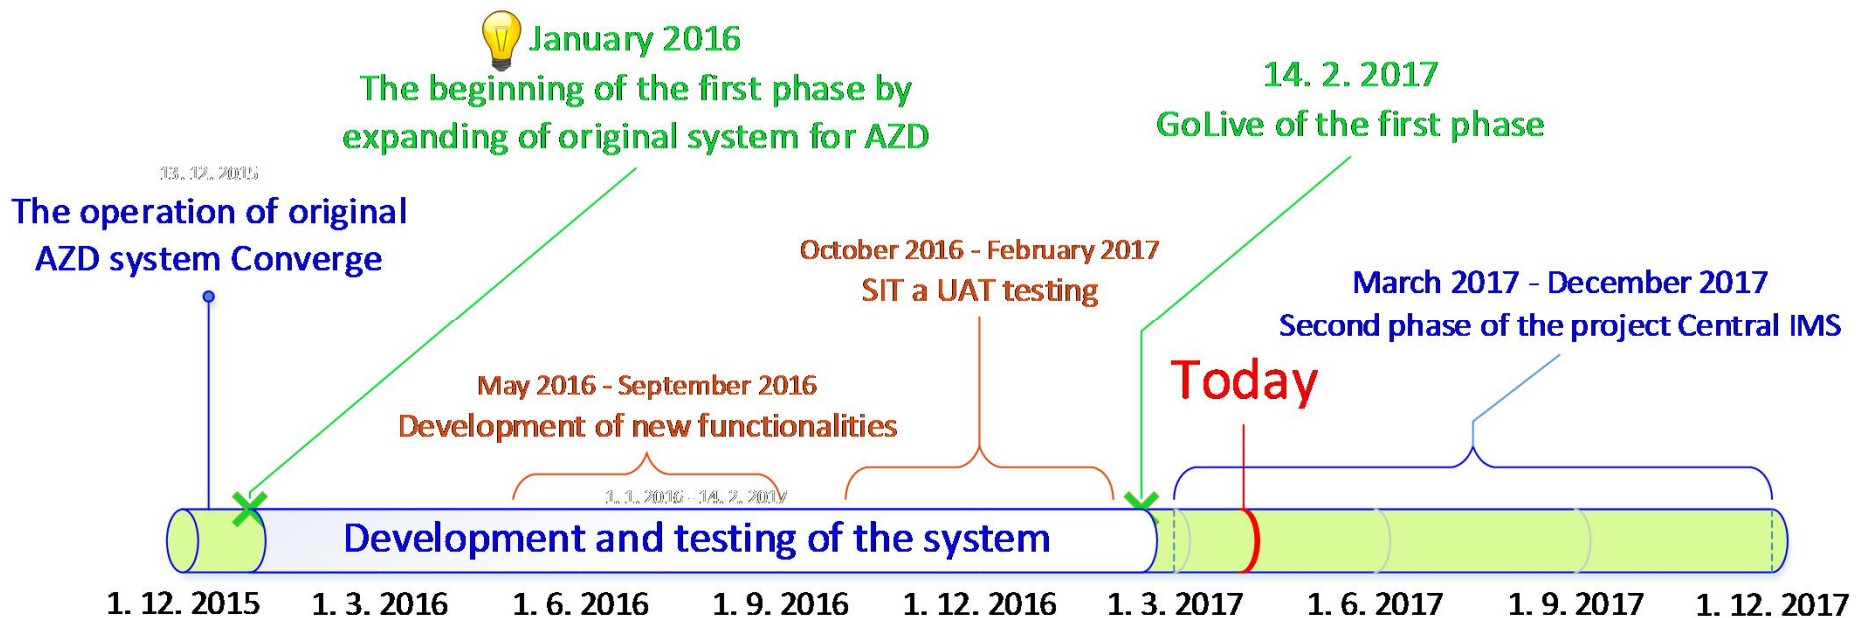 January 2016
The beginning of the first phase by
expanding of original system for AZD
14. 2. 2017
GoLive of the first phase
13. 12. 2015
The operation of original
AZD system Converge
October 2016 - February 2017
SIT a UAT testing
March 2017 - December 2017
Second phase of the project Central IMS
Today
May 2016 - September 2016
Development of new functionalities
1. 1. 2016 - 14. 2. 2017
Development and testing of the system
1. 12. 2015
1. 3. 2016
1. 6. 2016
1. 9. 2016
1. 12. 2016
1. 3. 2017
1. 6. 2017
1. 9. 2017
1. 12. 2017